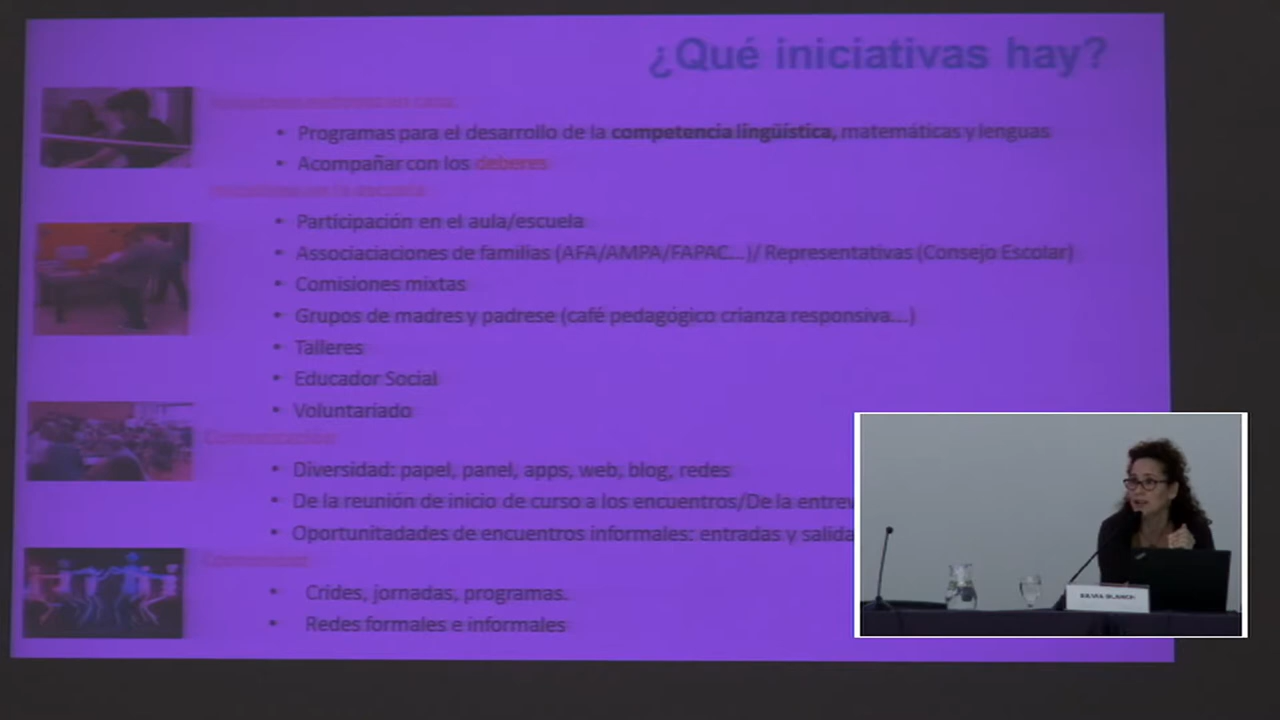 ¿Qué iniciativas hay?
• Programas para el desarrollo de la competencia lingüística, matemáticas y lenguas
• Acompañar con los deberes
• Participación en el aula/escuela
• Associaciaciones de familias (AFA/AMPA/FAPAC...)/ Representativas (Consejo Escolar)
• Comisiones mixtas
• Grupos de madres y padrese (café pedagógico crianza responsiva...)
• Talleres
• Educador Social
• Voluntariado
Comunicación
• Diversidad: papel, panel, apps, web, blog, redes
• De la reunión de inicio de curso a los encuentros/De la entrev
• Oportunitadades de encuentros informales: entradas y salida
• Crides, jornadas, programas.
• Redes formales e informales
SILVIA BLANCH